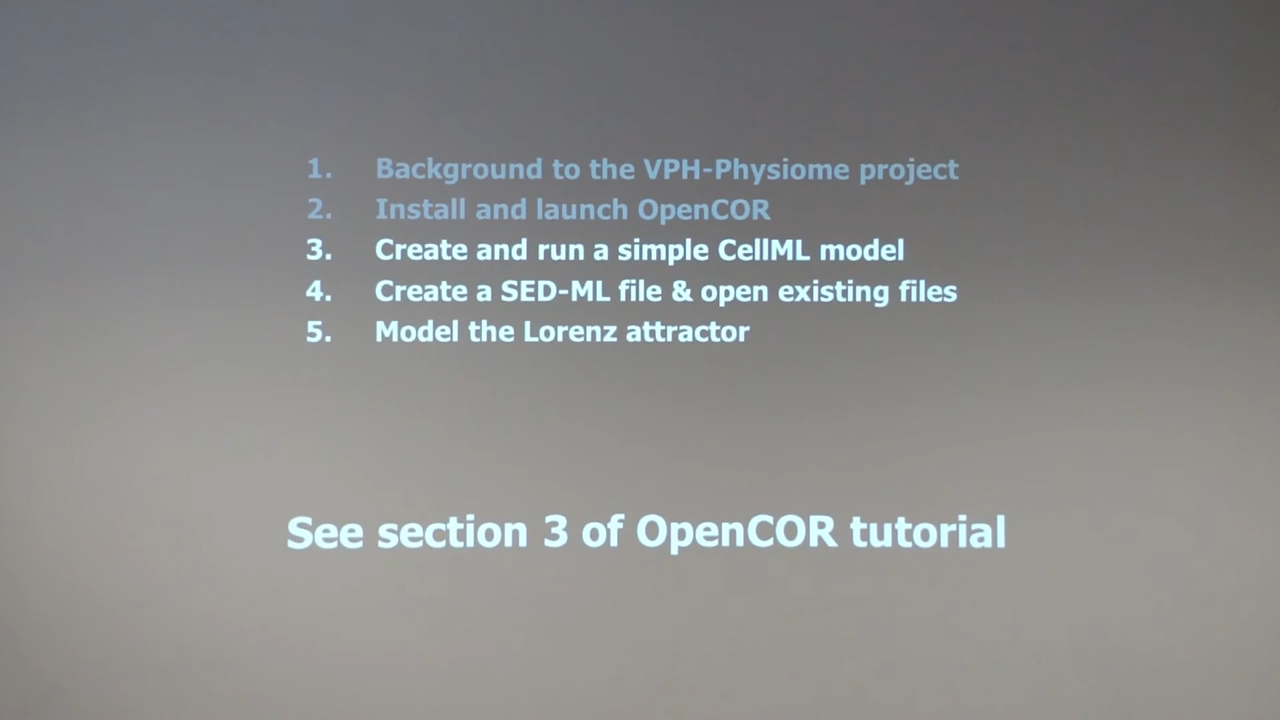 1. Background to the VPH-Physiome project
2. Install and launch OpenCOR
3. Create and run a simple CellML model
4. Create a SED-ML file & open existing files
5. Model the Lorenz attractor
See section 3 of OpenCOR tutorial